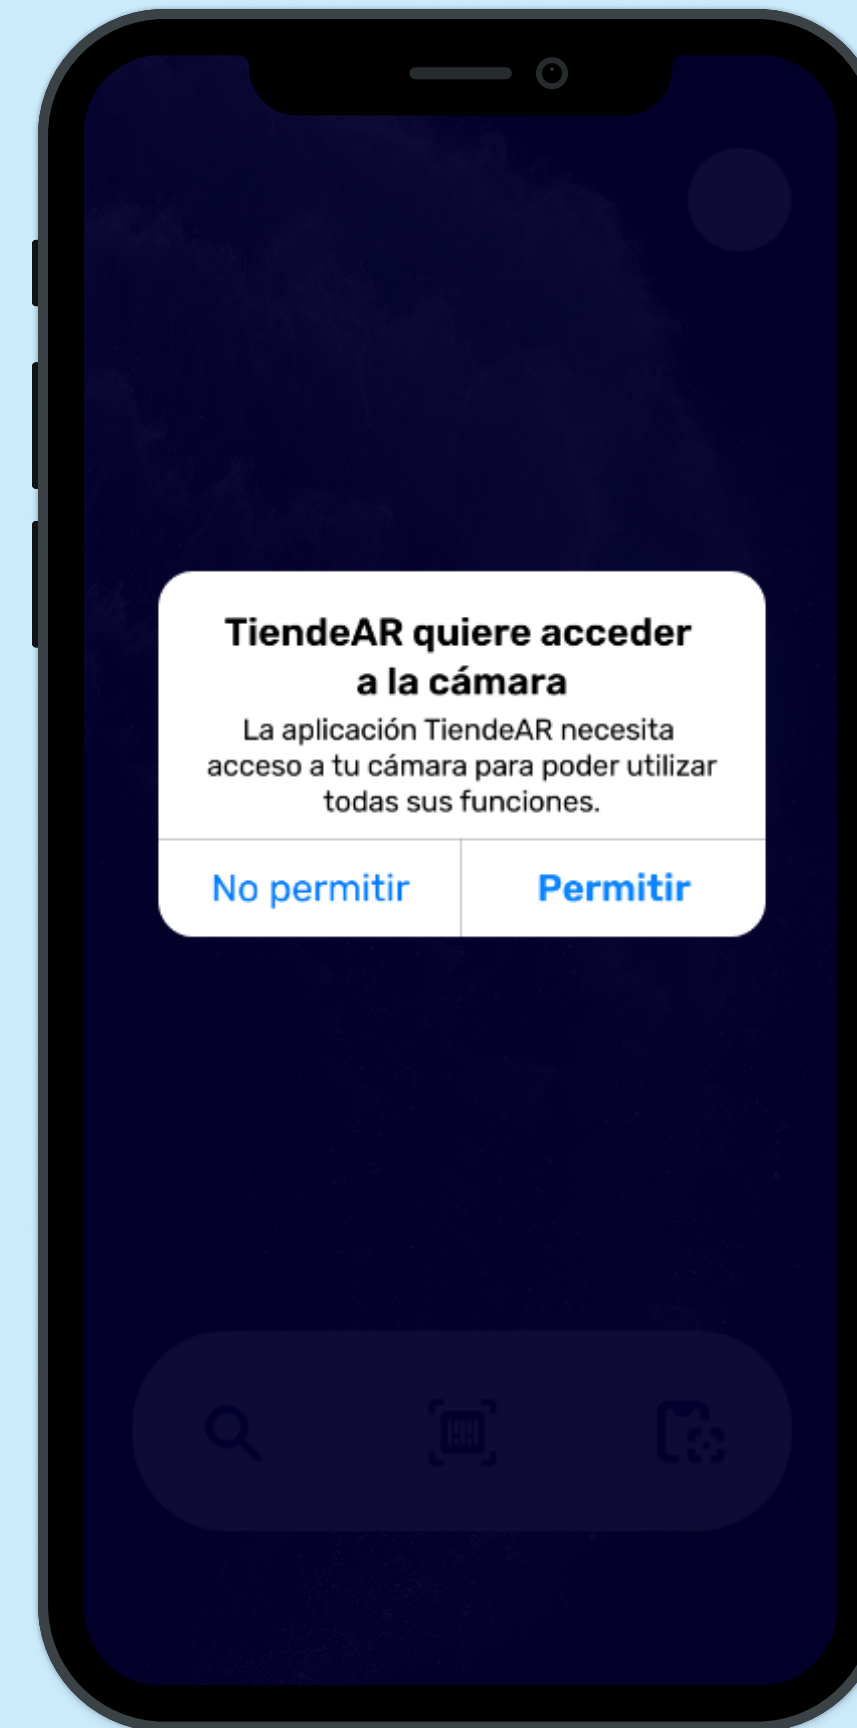 TiendeAR quiere acceder
a la cámara
La aplicación TiendeAR necesita
acceso a tu cámara para poder utilizar
todas sus funciones.
No permitir
Permitir